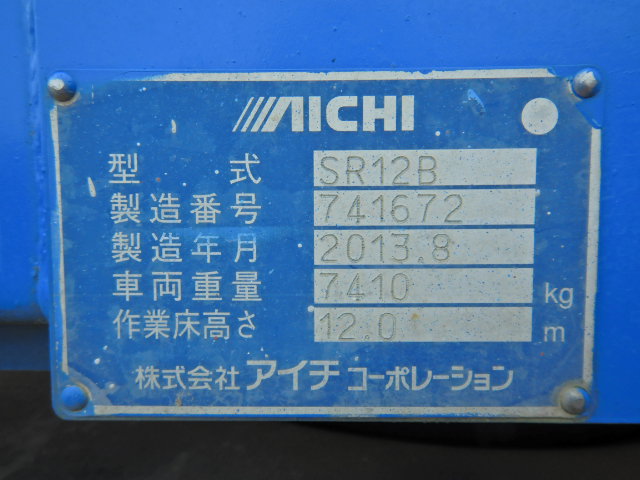 AICHI
型式 SR12B
製造番号 741672
製造年月 2013.8
車両重量 7410 kg
作業床高さ 12.0 m
株式会社 アイチ コーポレーション